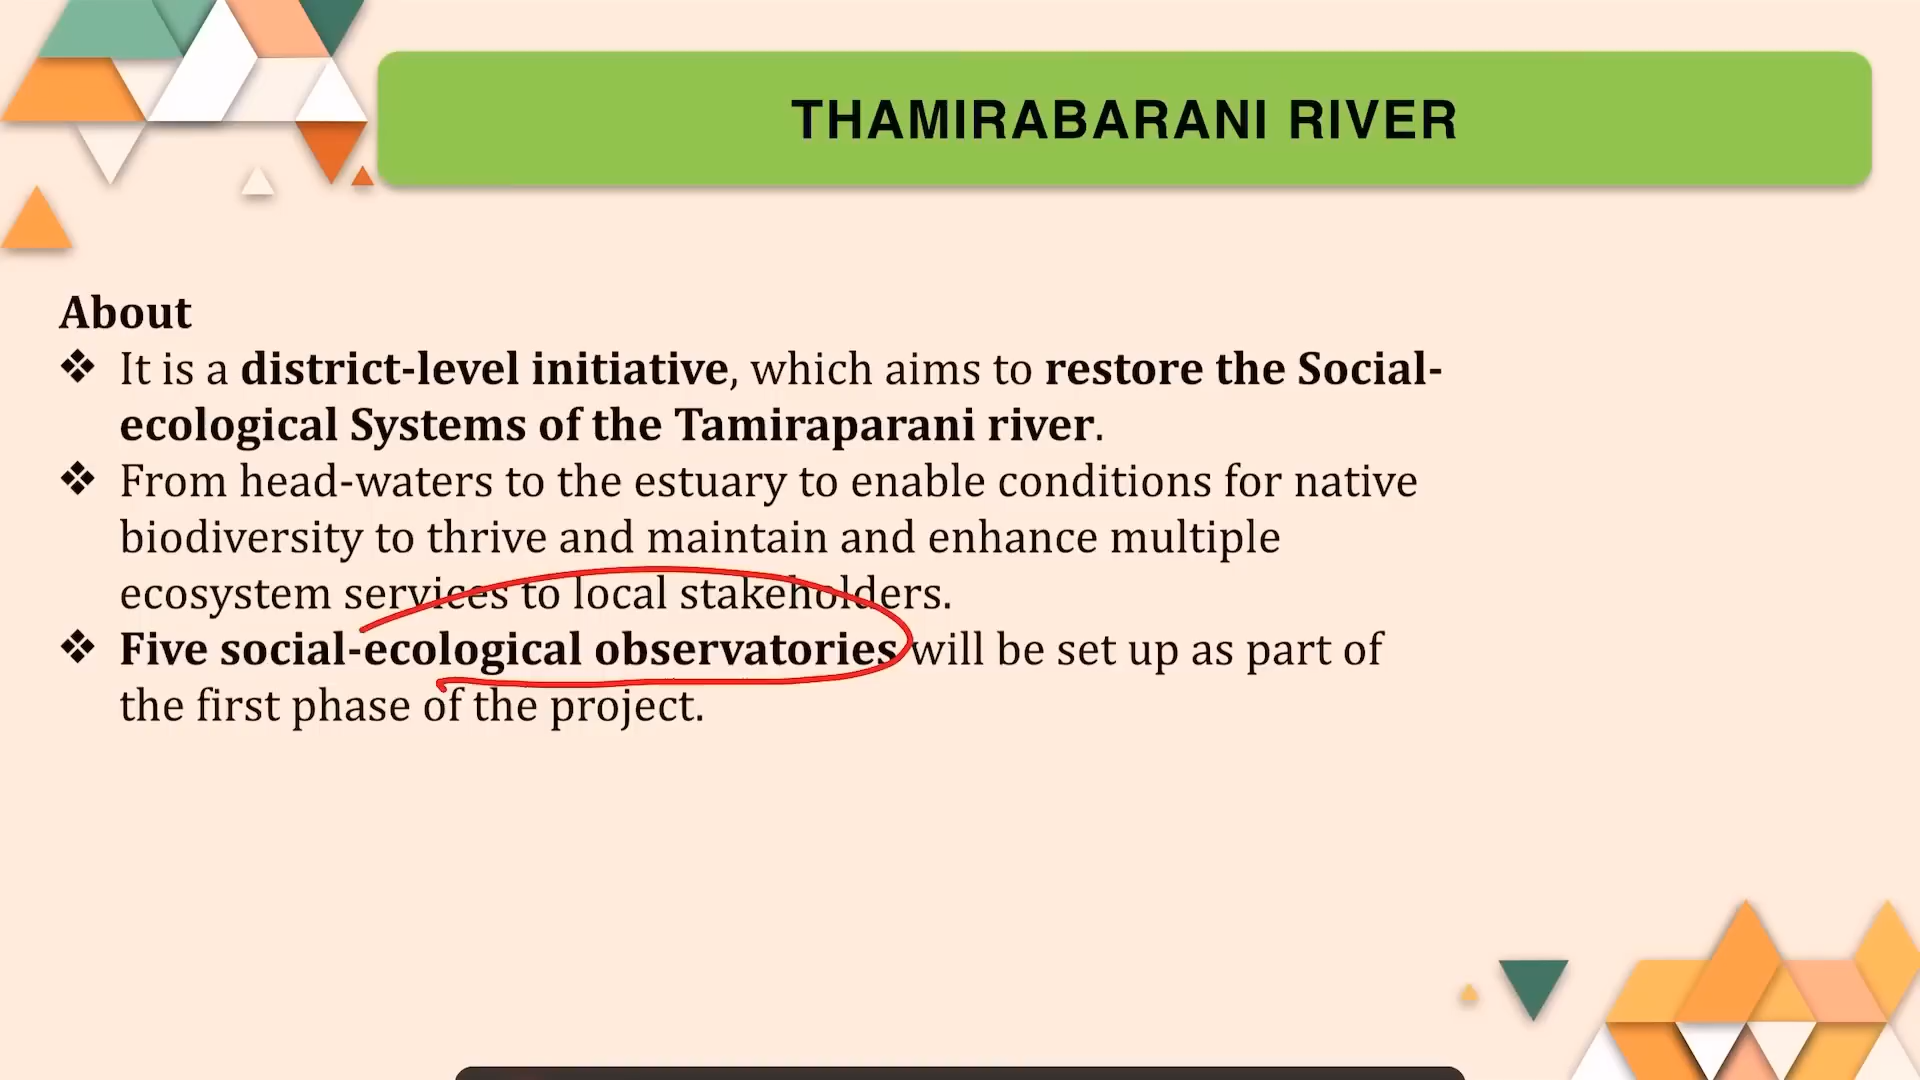 THAMIRABARANI RIVER
About
❖ It is a district-level initiative, which aims to restore the Social-
ecological Systems of the Tamiraparani river.
❖ From head-waters to the estuary to enable conditions for native
biodiversity to thrive and maintain and enhance multiple
ecosystem services to local stakeholders.
❖ Five social-ecological observatories will be set up as part of
the first phase of the project.